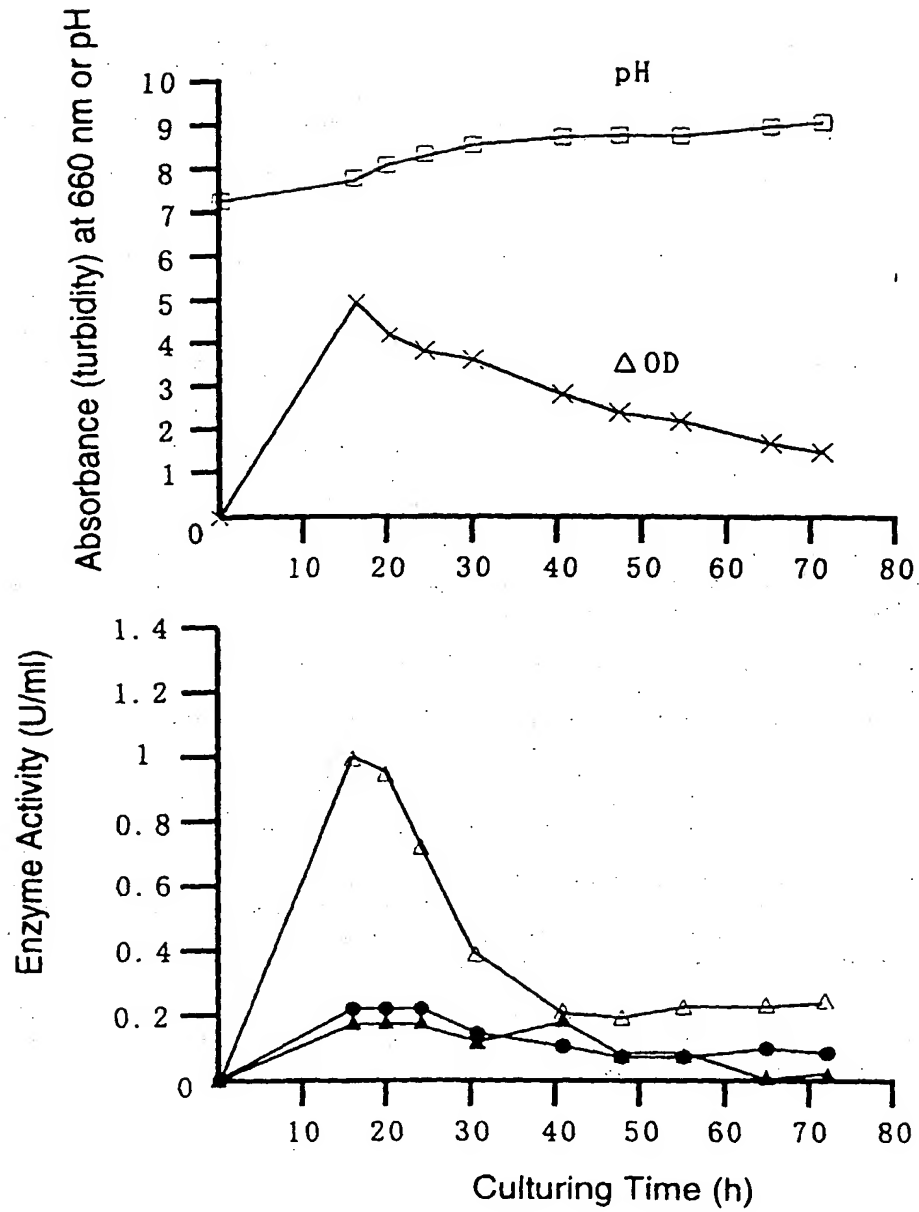 Absorbance (turbidity) at 660 nm or pH
10
9
8
7
6
5
4
3
2
1
0
pH
△ OD
10 20 30 40 50 60 70 80
Enzyme Activity (U/ml)
1. 4
1. 2
1
0. 8
0. 6
0. 4
0. 2
0
10 20 30 40 50 60 70 80
Culturing Time (h)